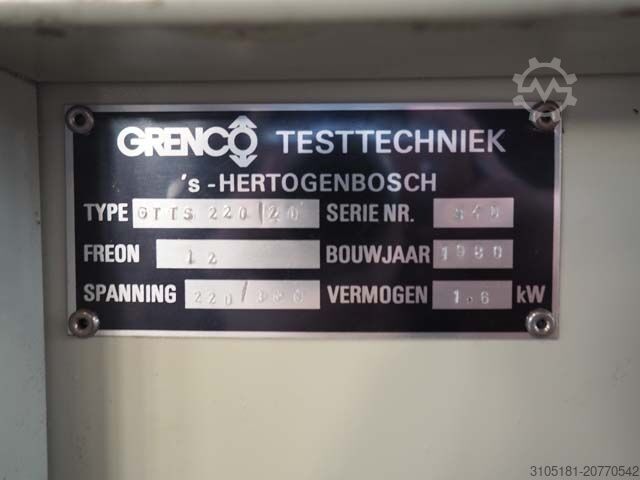 GRENCO TESTTECHNIEK
's-HERTOGENBOSCH
TYPE GTTS 220/20 SERIE NR.
FREON 12 BOUWJAAR 1980
SPANNING 220/380 VERMOGEN 1.6 kW
3105181-20770542